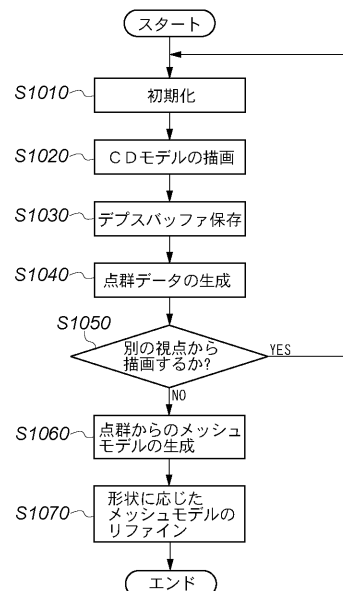 スタート
S1010
初期化
S1020
CDモデルの描画
S1030
デプスバッファ保存
S1040
点群データの生成
S1050
別の視点から
描画するか?
YES
NO
S1060
点群からのメッシュ
モデルの生成
S1070
形状に応じた
メッシュモデルの
リファイン
エンド